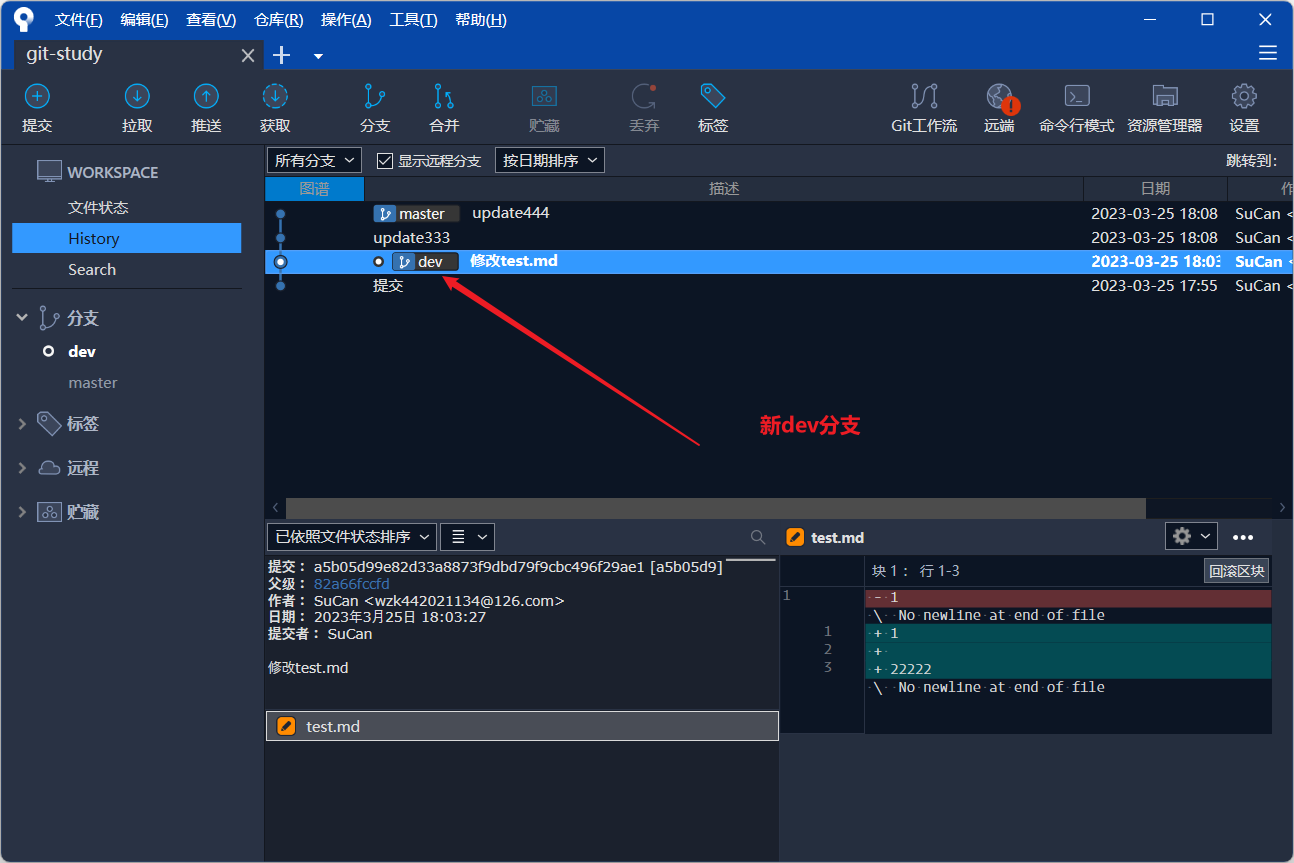 文件(F) 编辑(E) 查看(V) 仓库(R) 操作(A) 工具(T) 帮助(H)
git-study
提交 拉取 推送 获取 分支 合并 贮藏 丢弃 标签 Git工作流 远端 命令行模式 资源管理器 设置
WORKSPACE
文件状态
History
Search
分支
dev
master
标签
远程
贮藏
所有分支 显示远程分支 按日期排序 跳转到:
图谱 描述 日期 作
master update444 2023-03-25 18:08 SuCan <
update333 2023-03-25 18:08 SuCan <
dev 修改test.md 2023-03-25 18:03 SuCan <
提交 2023-03-25 17:55 SuCan <
新dev分支
已依照文件状态排序
提交： a5b05d99e82d33a8873f9dbd79f9cbc496f29ae1 [a5b05d9]
父级： 82a66fccfd
作者： SuCan <wzk442021134@126.com>
日期： 2023年3月25日 18:03:27
提交者： SuCan
修改test.md
test.md
test.md
块 1： 行 1-3 回滚区块
1 - 1
\ No newline at end of file
1 + 1
2 +
3 + 22222
\ No newline at end of file